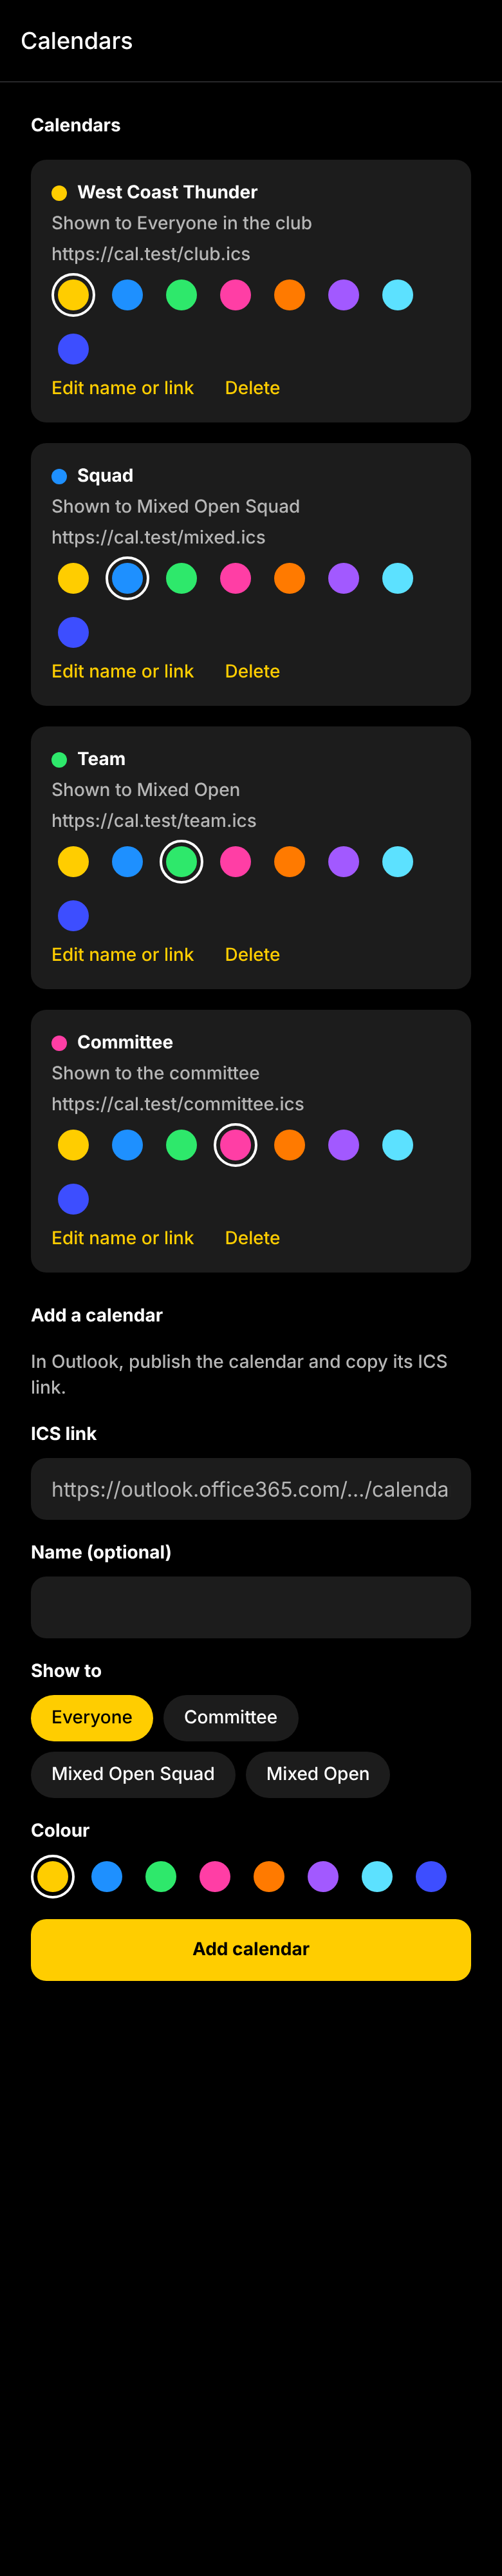 Calendars
Calendars
West Coast Thunder
Shown to Everyone in the club
https://cal.test/club.ics
Edit name or link Delete
Squad
Shown to Mixed Open Squad
https://cal.test/mixed.ics
Edit name or link Delete
Team
Shown to Mixed Open
https://cal.test/team.ics
Edit name or link Delete
Committee
Shown to the committee
https://cal.test/committee.ics
Edit name or link Delete
Add a calendar
In Outlook, publish the calendar and copy its ICS
link.
ICS link
https://outlook.office365.com/.../calenda
Name (optional)
Show to
Everyone Committee
Mixed Open Squad Mixed Open
Colour
Add calendar